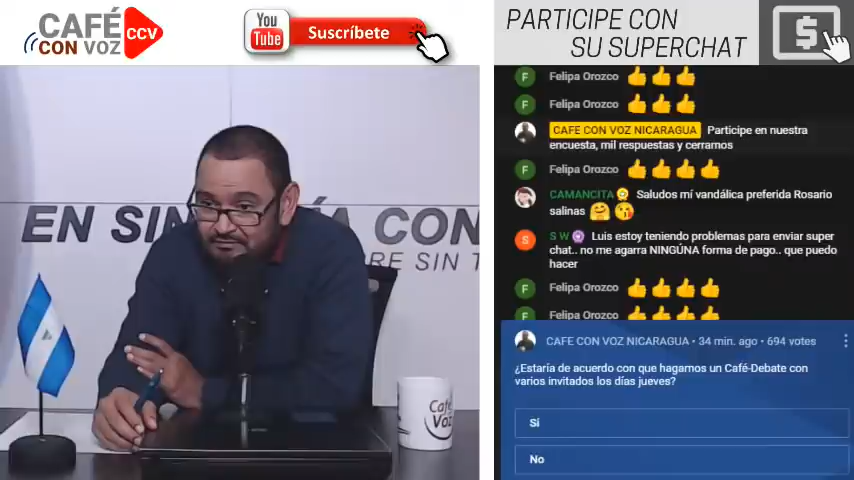 CAFÉ
CON VOZ
CCV
You
Tube
Suscríbete
PARTICIPE CON
SU SUPERCHAT
$
F Felipa Orozco 👍👍👍
F Felipa Orozco 👍👍👍
CAFE CON VOZ NICARAGUA Participe en nuestra
encuesta, mil respuestas y cerramos
F Felipa Orozco 👍👍👍👍
CAMANCITA Saludos mí vandálica preferida Rosario
salinas 🤗😘
S S W Luis estoy teniendo problemas para enviar super
chat.. no me agarra NINGÚNA forma de pago.. que puedo
hacer
F Felipa Orozco 👍👍👍👍
F Felipa Orozco 👍👍👍👍
CAFE CON VOZ NICARAGUA • 34 min. ago • 694 votes
¿Estaría de acuerdo con que hagamos un Café-Debate con
varios invitados los días jueves?
Sí
No
EN SIN ÍA CON
RE SIN T
Café
Voz